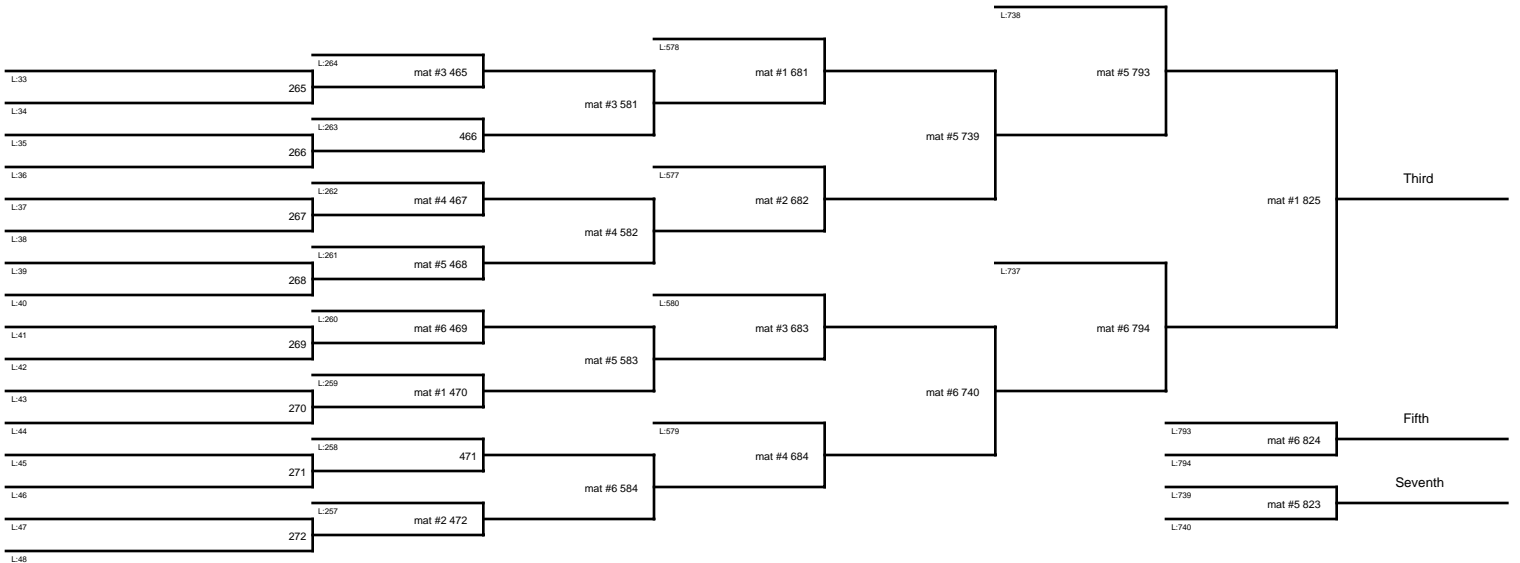 L:738
L:578
L:264
mat #3 465
mat #1 681
mat #5 793
L:33
265
mat #3 581
L:34
L:263
466
mat #5 739
L:35
266
L:36
L:577
Third
L:262
mat #4 467
mat #2 682
mat #1 825
L:37
267
mat #4 582
L:38
L:261
mat #5 468
L:737
L:39
268
L:40
L:580
L:260
mat #6 469
mat #3 683
mat #6 794
L:41
269
mat #5 583
L:42
L:259
mat #1 470
mat #6 740
L:43
270
L:44
L:579
L:793
Fifth
L:258
471
mat #4 684
mat #6 824
L:45
271
L:794
mat #6 584
Seventh
L:46
L:739
L:257
mat #2 472
mat #5 823
L:47
272
L:740
L:48